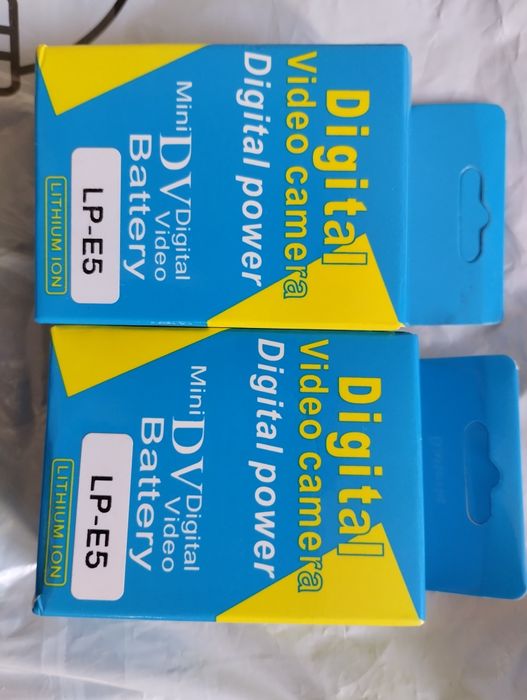 Digital
Video camera
Digital power
Mini DV Digital
Video
Battery
LP-E5
LITHIUM ION
Digital
Video camera
Digital power
Mini DV Digital
Video
Battery
LP-E5
LITHIUM ION